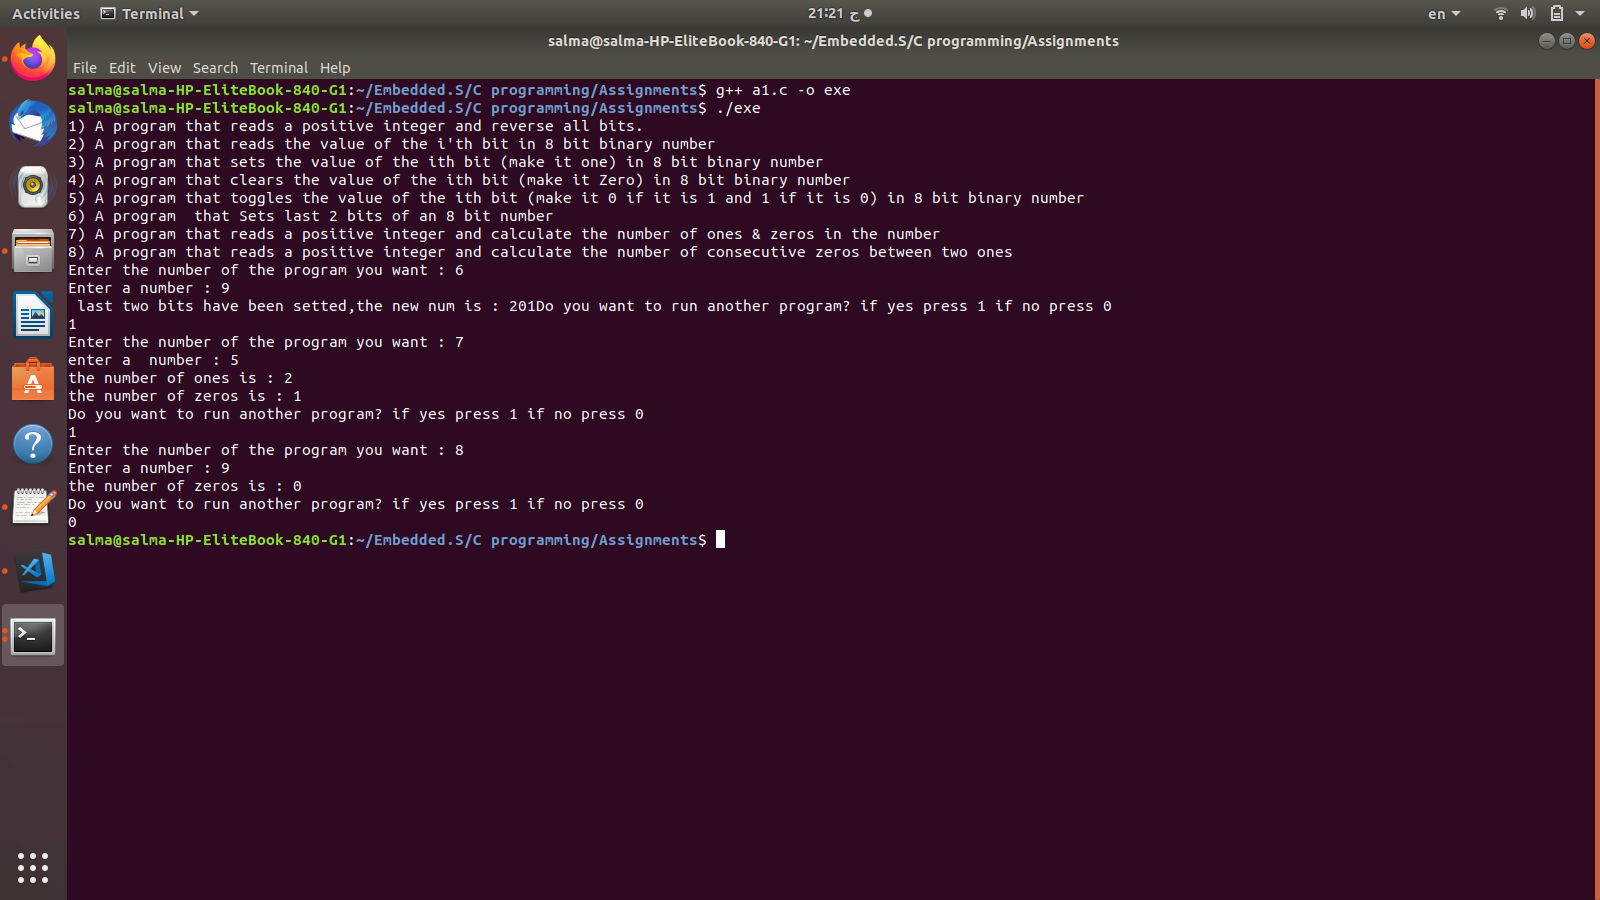 Activities Terminal 21:21 ح en
salma@salma-HP-EliteBook-840-G1: ~/Embedded.S/C programming/Assignments
File Edit View Search Terminal Help
salma@salma-HP-EliteBook-840-G1:~/Embedded.S/C programming/Assignments$ g++ a1.c -o exe
salma@salma-HP-EliteBook-840-G1:~/Embedded.S/C programming/Assignments$ ./exe
1) A program that reads a positive integer and reverse all bits.
2) A program that reads the value of the i'th bit in 8 bit binary number
3) A program that sets the value of the ith bit (make it one) in 8 bit binary number
4) A program that clears the value of the ith bit (make it Zero) in 8 bit binary number
5) A program that toggles the value of the ith bit (make it 0 if it is 1 and 1 if it is 0) in 8 bit binary number
6) A program  that Sets last 2 bits of an 8 bit number
7) A program that reads a positive integer and calculate the number of ones & zeros in the number
8) A program that reads a positive integer and calculate the number of consecutive zeros between two ones
Enter the number of the program you want : 6
Enter a number : 9
 last two bits have been setted,the new num is : 201Do you want to run another program? if yes press 1 if no press 0
1
Enter the number of the program you want : 7
enter a  number : 5
the number of ones is : 2
the number of zeros is : 1
Do you want to run another program? if yes press 1 if no press 0
1
Enter the number of the program you want : 8
Enter a number : 9
the number of zeros is : 0
Do you want to run another program? if yes press 1 if no press 0
0
salma@salma-HP-EliteBook-840-G1:~/Embedded.S/C programming/Assignments$